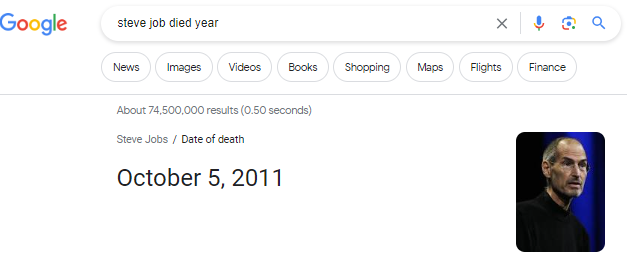 Google steve job died year
News Images Videos Books Shopping Maps Flights Finance
About 74,500,000 results (0.50 seconds)
Steve Jobs / Date of death
October 5, 2011